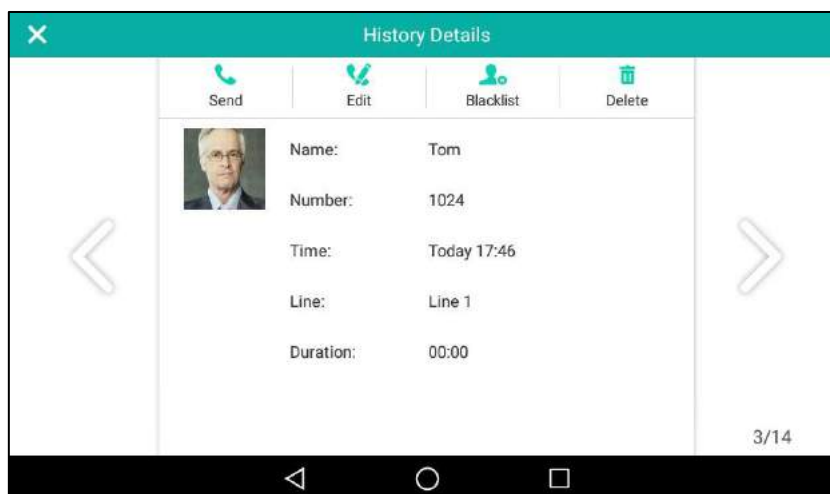 History Details
Send Edit Blacklist Delete
Name: Tom
Number: 1024
Time: Today 17:46
Line: Line 1
Duration: 00:00
3/14